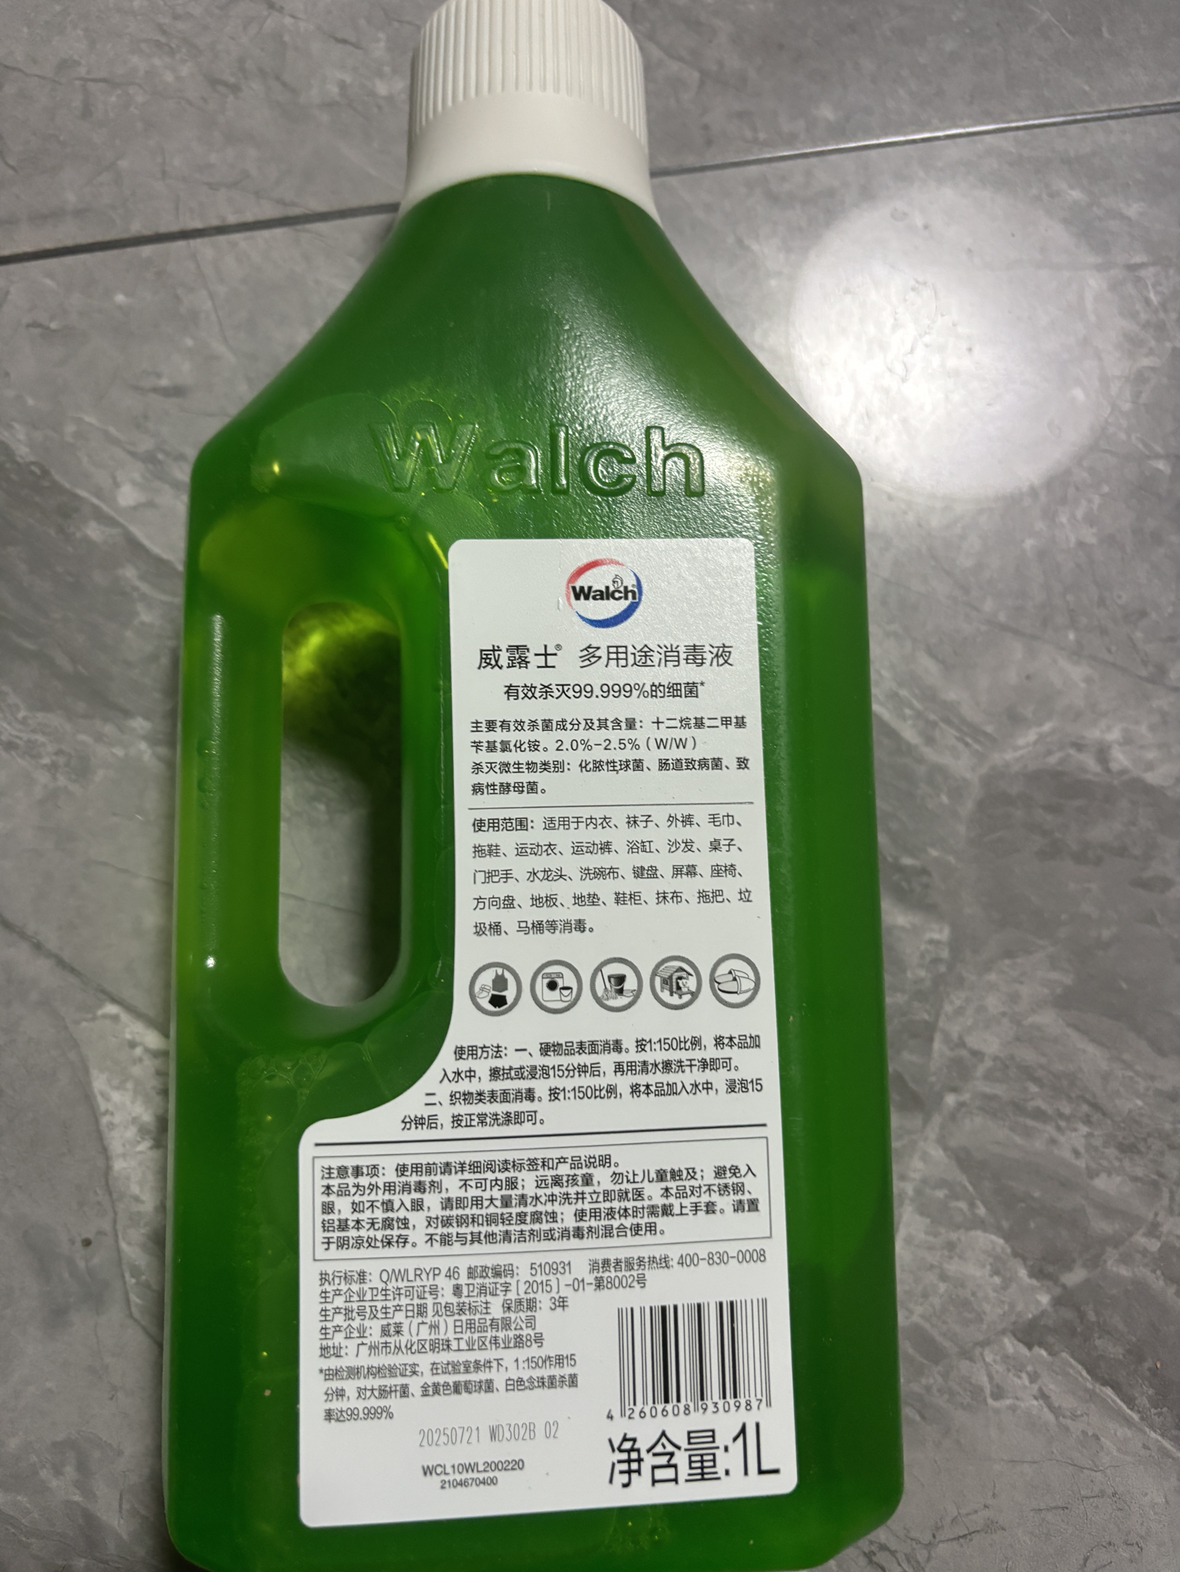 Walch
Walch
威露士® 多用途消毒液
有效杀灭99.999%的细菌*
主要有效杀菌成分及其含量：十二烷基二甲基
苄基氯化铵。2.0%-2.5%（W/W）
杀灭微生物类别：化脓性球菌、肠道致病菌、致
病性酵母菌。
使用范围：适用于内衣、袜子、外裤、毛巾、
拖鞋、运动衣、运动裤、浴缸、沙发、桌子、
门把手、水龙头、洗碗布、键盘、屏幕、座椅、
方向盘、地板、地垫、鞋柜、抹布、拖把、垃
圾桶、马桶等消毒。
使用方法：一、硬物品表面消毒。按1:150比例，将本品加
入水中，擦拭或浸泡15分钟后，再用清水擦洗干净即可。
二、织物类表面消毒。按1:150比例，将本品加入水中，浸泡15
分钟后，按正常洗涤即可。
注意事项：使用前请详细阅读标签和产品说明。
本品为外用消毒剂，不可内服；远离孩童，勿让儿童触及；避免入
眼，如不慎入眼，请即用大量清水冲洗并立即就医。本品对不锈钢、
铝基本无腐蚀，对碳钢和铜轻度腐蚀；使用液体时需戴上手套。请置
于阴凉处保存。不能与其他清洁剂或消毒剂混合使用。
执行标准：Q/WLRYP 46 邮政编码：510931 消费者服务热线: 400-830-0008
生产企业卫生许可证号：粤卫消证字［2015］-01-第8002号
生产批号及生产日期 见包装标注 保质期：3年
生产企业：威莱（广州）日用品有限公司
地址：广州市从化区明珠工业区伟业路8号
*由检测机构检验证实，在试验室条件下，1:150作用15
分钟，对大肠杆菌、金黄色葡萄球菌、白色念珠菌杀菌
率达99.999%
4 260608 930987
20250721 WD302B 02
净含量:1L
WCL10WL200220
2104670400